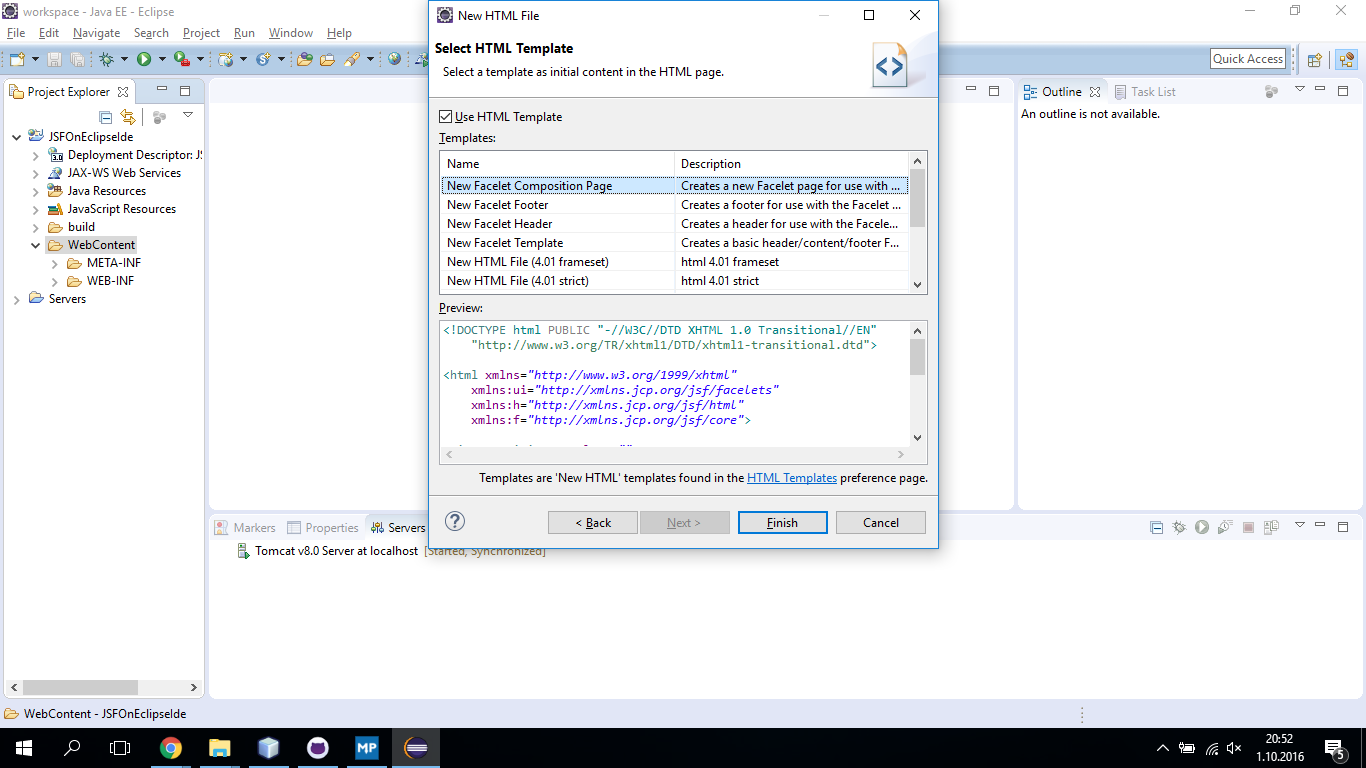 workspace - Java EE - Eclipse
File Edit Navigate Search Project Run Window Help
Quick Access
Project Explorer
JSFOnEclipseIde
3.0 Deployment Descriptor: JS
JAX-WS Web Services
Java Resources
JavaScript Resources
build
WebContent
META-INF
WEB-INF
Servers
New HTML File
Select HTML Template
Select a template as initial content in the HTML page.
Use HTML Template
Templates:
Name Description
New Facelet Composition Page Creates a new Facelet page for use with ...
New Facelet Footer Creates a footer for use with the Facelet ...
New Facelet Header Creates a header for use with the Facele...
New Facelet Template Creates a basic header/content/footer F...
New HTML File (4.01 frameset) html 4.01 frameset
New HTML File (4.01 strict) html 4.01 strict
Preview:
<!DOCTYPE html PUBLIC "-//W3C//DTD XHTML 1.0 Transitional//EN"
"http://www.w3.org/TR/xhtml1/DTD/xhtml1-transitional.dtd">
<html xmlns="http://www.w3.org/1999/xhtml"
xmlns:ui="http://xmlns.jcp.org/jsf/facelets"
xmlns:h="http://xmlns.jcp.org/jsf/html"
xmlns:f="http://xmlns.jcp.org/jsf/core">
Templates are 'New HTML' templates found in the HTML Templates preference page.
< Back Next > Finish Cancel
Outline Task List
An outline is not available.
Markers Properties Servers
Tomcat v8.0 Server at localhost [Started, Synchronized]
WebContent - JSFOnEclipseIde
MP
20:52
1.10.2016
5